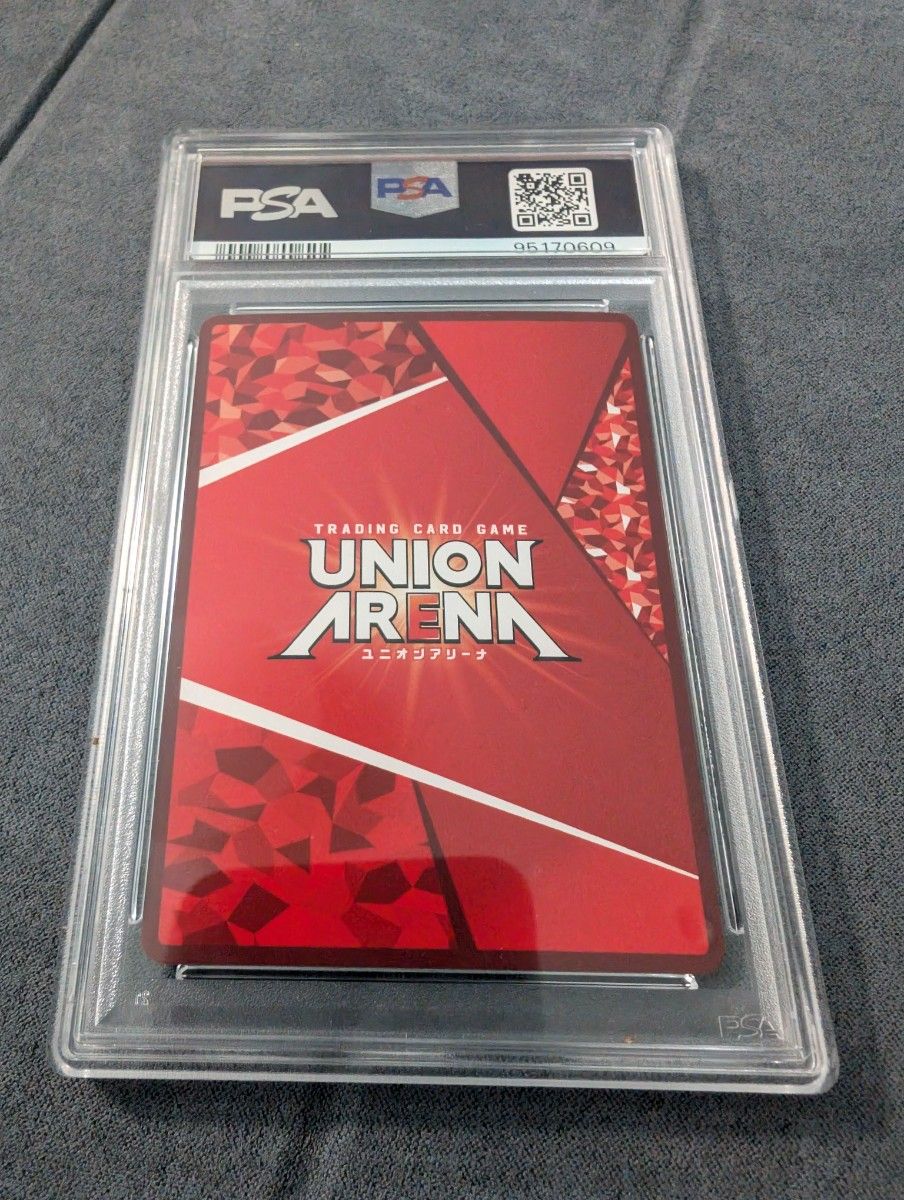 PSA
PSA
95170609
TRADING CARD GAME
UNION
ARENA
ユニオンアリーナ
PSA